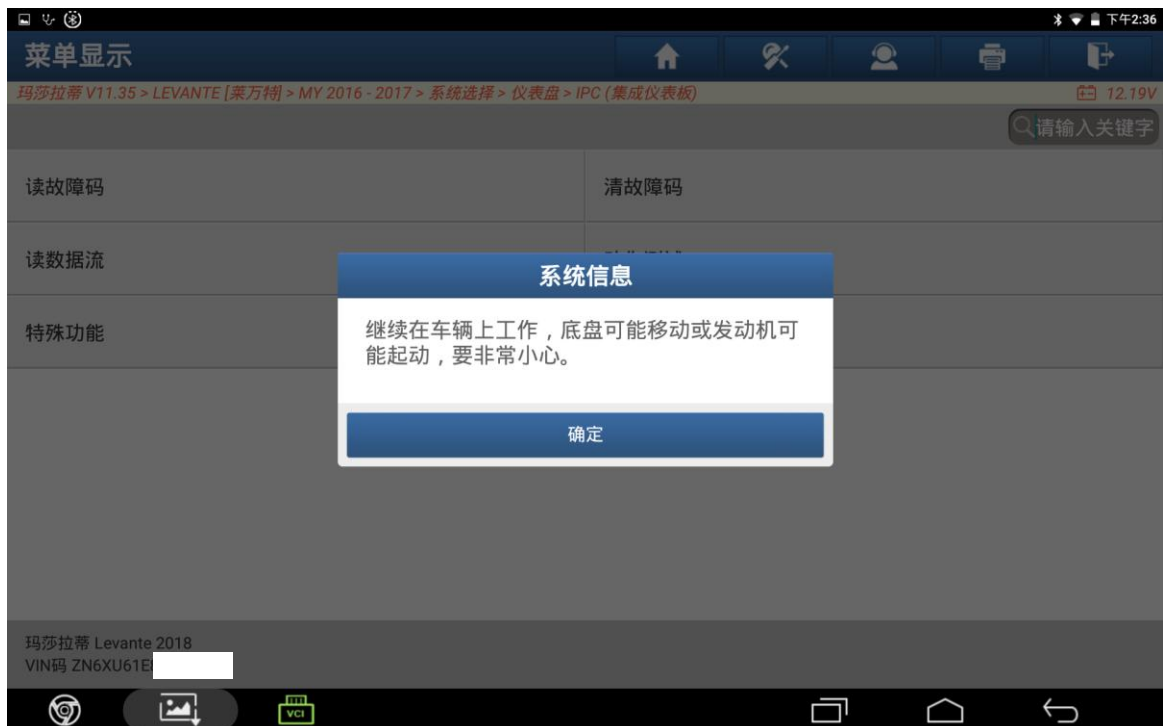 下午2:36
菜单显示
玛莎拉蒂 V11.35 > LEVANTE [莱万特] > MY 2016 - 2017 > 系统选择 > 仪表盘 > IPC (集成仪表板)
12.19V
请输入关键字
读故障码
清故障码
读数据流
系统信息
特殊功能
继续在车辆上工作，底盘可能移动或发动机可
能起动，要非常小心。
确定
玛莎拉蒂 Levante 2018
VIN码 ZN6XU61E
VCI